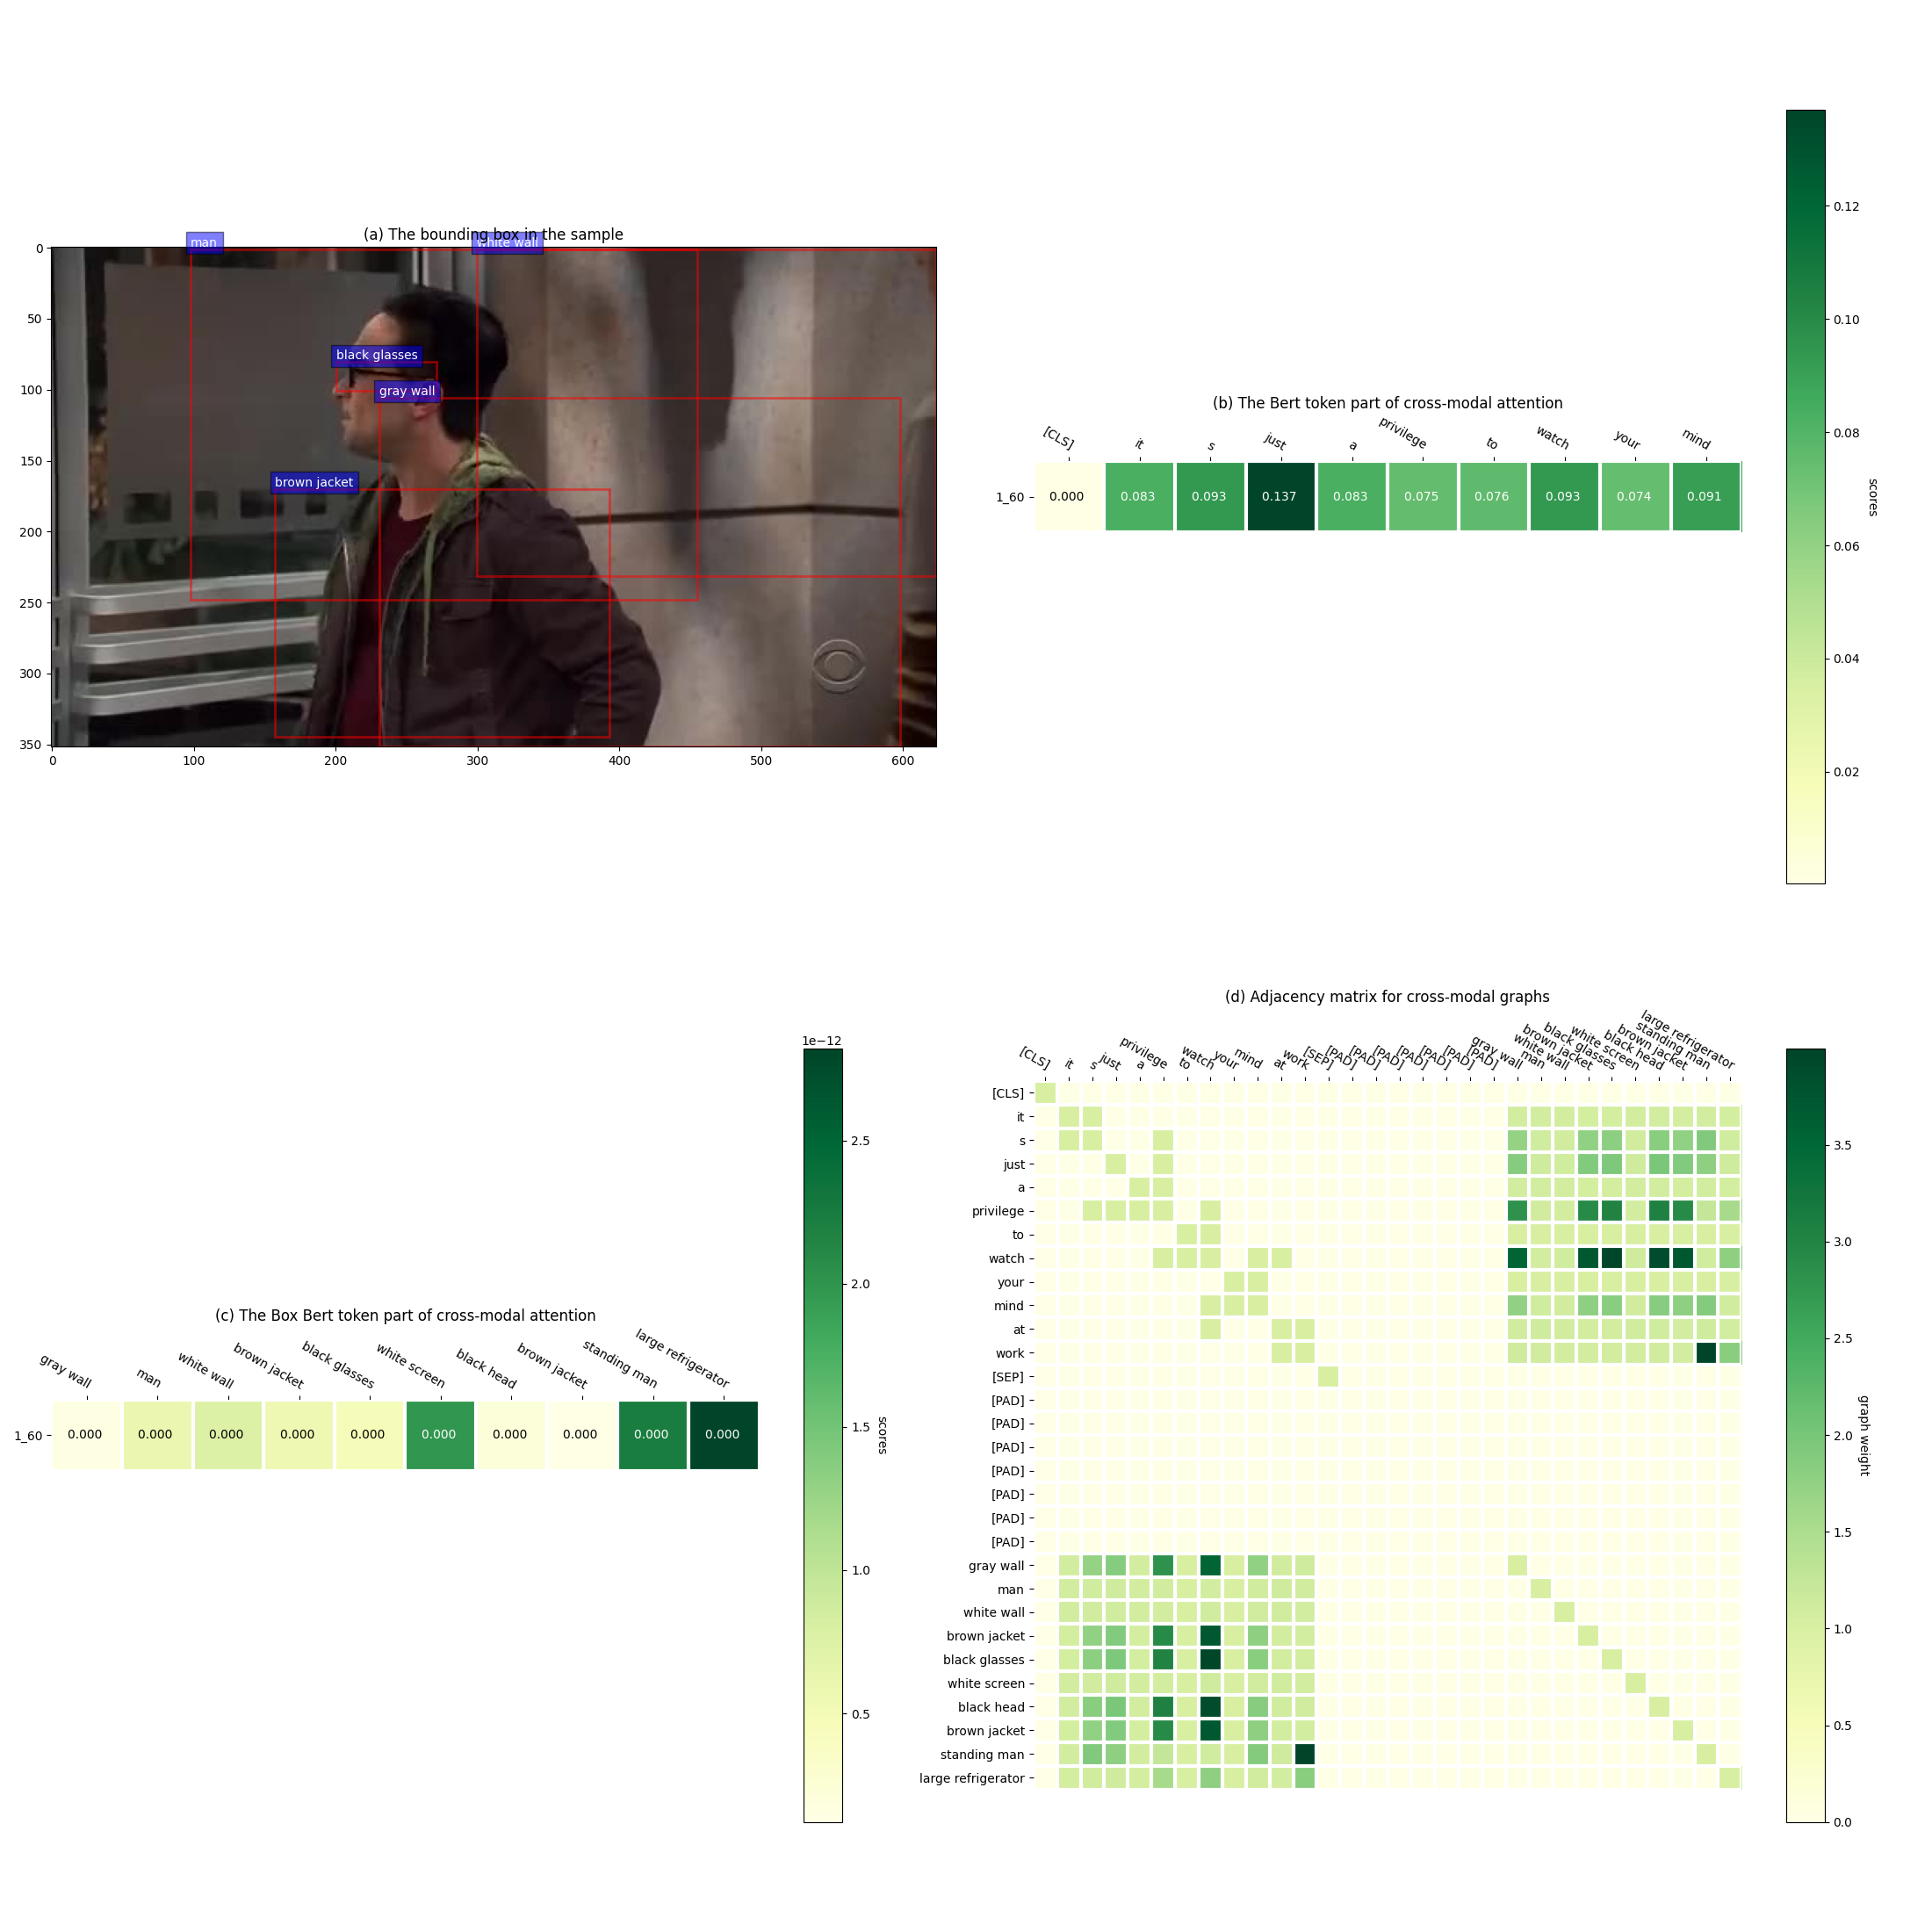 (a) The bounding box in the sample
man
white wall
black glasses
gray wall
brown jacket
0
50
100
150
200
250
300
350
0 100 200 300 400 500 600
(b) The Bert token part of cross-modal attention
[CLS] it s just a privilege to watch your mind
1_60 0.000 0.083 0.093 0.137 0.083 0.075 0.076 0.093 0.074 0.091
0.12
0.10
0.08
0.06
0.04
0.02
scores
(c) The Box Bert token part of cross-modal attention
gray wall man white wall brown jacket black glasses white screen black head brown jacket standing man large refrigerator
1_60 0.000 0.000 0.000 0.000 0.000 0.000 0.000 0.000 0.000 0.000
1e−12
2.5
2.0
1.5
1.0
0.5
scores
(d) Adjacency matrix for cross-modal graphs
[CLS] it s just a privilege to watch your mind at work [SEP] [PAD] [PAD] [PAD] [PAD] [PAD] [PAD] [PAD] gray wall man white wall brown jacket black glasses white screen black head brown jacket standing man large refrigerator
[CLS]
it
s
just
a
privilege
to
watch
your
mind
at
work
[SEP]
[PAD]
[PAD]
[PAD]
[PAD]
[PAD]
[PAD]
[PAD]
gray wall
man
white wall
brown jacket
black glasses
white screen
black head
brown jacket
standing man
large refrigerator
3.5
3.0
2.5
2.0
1.5
1.0
0.5
0.0
graph weight